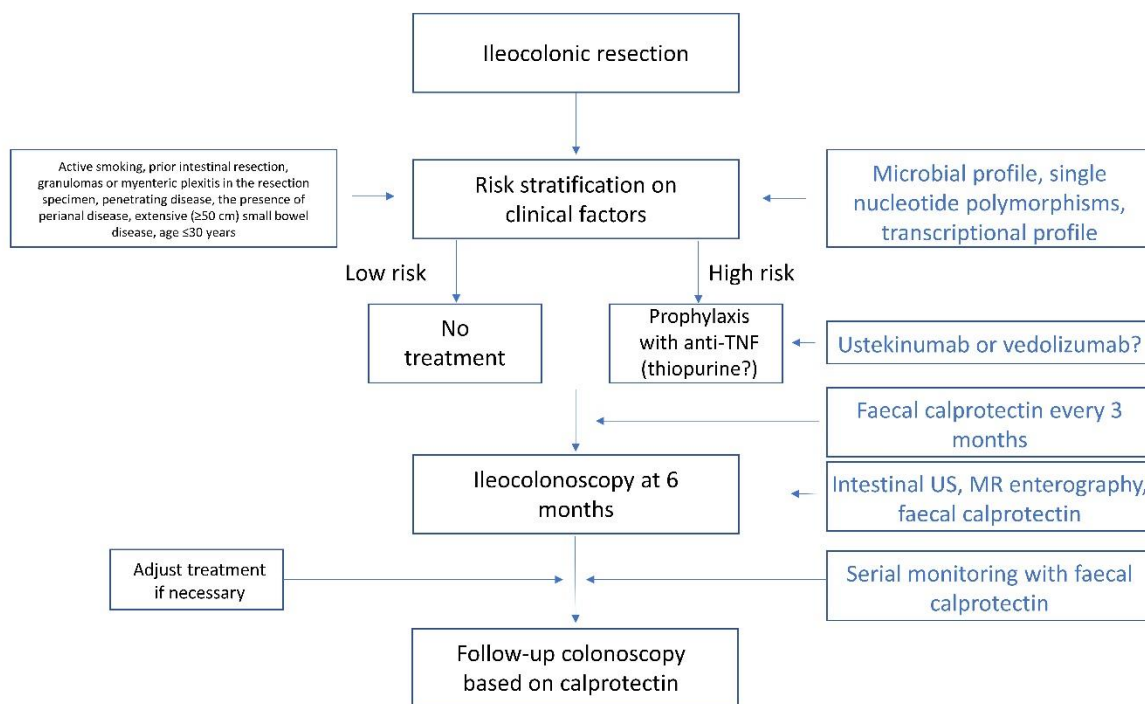 Ileocolonic resection
Active smoking, prior intestinal resection,
granulomas or myenteric plexitis in the resection
specimen, penetrating disease, the presence of
perianal disease, extensive (≥50 cm) small bowel
disease, age ≤30 years
Risk stratification on
clinical factors
Microbial profile, single
nucleotide polymorphisms,
transcriptional profile
Low risk
High risk
No
treatment
Prophylaxis
with anti-TNF
(thiopurine?)
Ustekinumab or vedolizumab?
Faecal calprotectin every 3
months
Ileocolonoscopy at 6
months
Intestinal US, MR enterography,
faecal calprotectin
Adjust treatment
if necessary
Serial monitoring with faecal
calprotectin
Follow-up colonoscopy
based on calprotectin